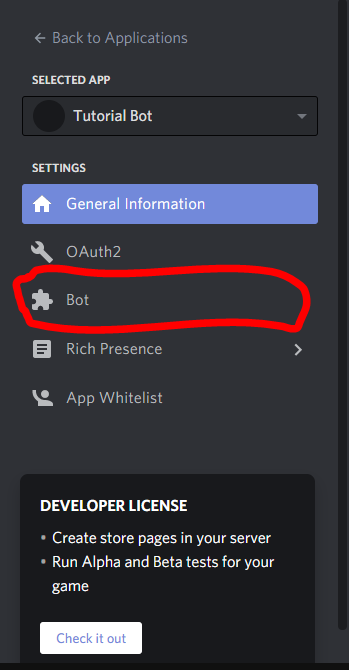 Back to Applications
SELECTED APP
Tutorial Bot
SETTINGS
General Information
OAuth2
Bot
Rich Presence
App Whitelist
DEVELOPER LICENSE
• Create store pages in your server
• Run Alpha and Beta tests for your
game
Check it out